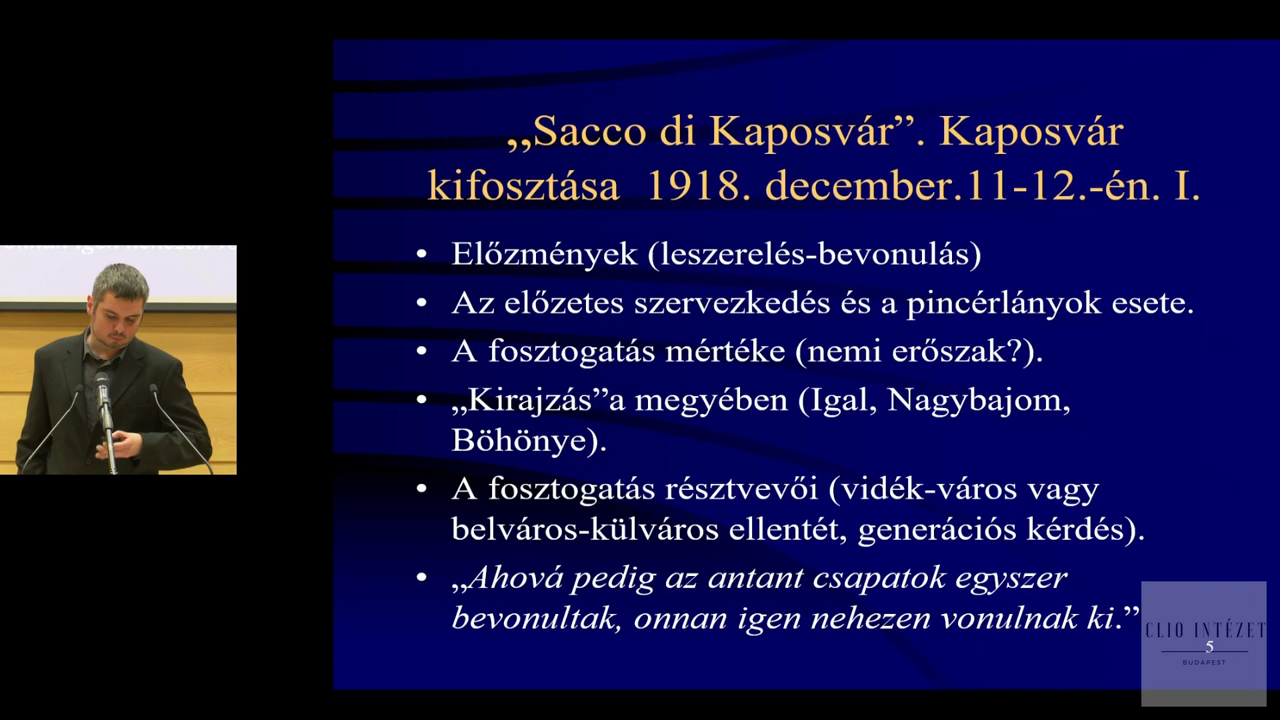 „Sacco di Kaposvár”. Kaposvár
kifosztása 1918. december.11-12.-én. I.
• Előzmények (leszerelés-bevonulás)
• Az előzetes szervezkedés és a pincérlányok esete.
• A fosztogatás mértéke (nemi erőszak?).
• „Kirajzás”a megyében (Igal, Nagybajom,
Böhönye).
• A fosztogatás résztvevői (vidék-város vagy
belváros-külváros ellentét, generációs kérdés).
• „Ahová pedig az antant csapatok egyszer
bevonultak, onnan igen nehezen vonulnak ki.”
CLIO INTÉZET
5
BUDAPEST